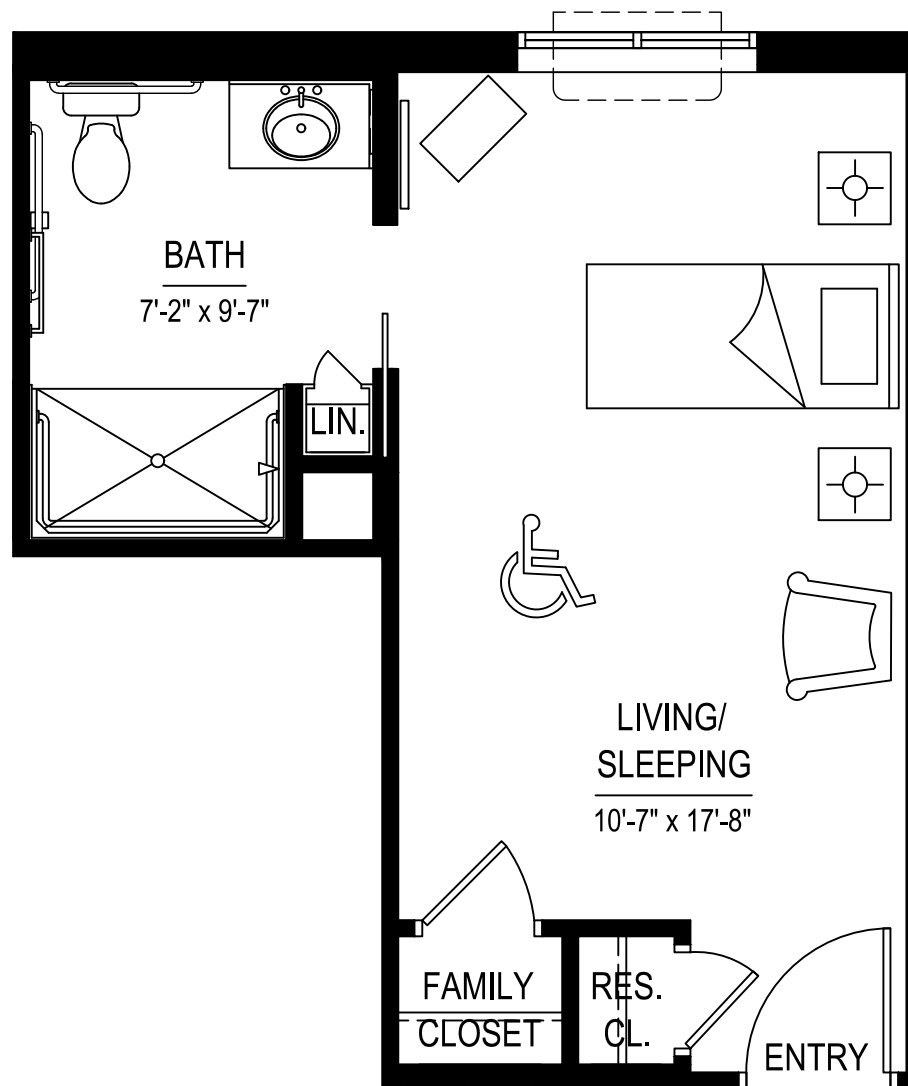 BATH
7'-2" x 9'-7"
LIN.
LIVING/
SLEEPING
10'-7" x 17'-8"
FAMILY
CLOSET
RES.
CL.
ENTRY